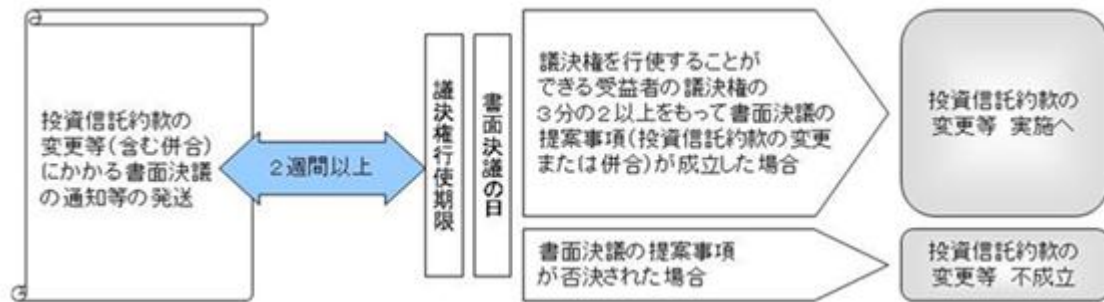 投資信託約款の
変更等(含む併合)
にかかる書面決議
の通知等の発送
2週間以上
議決権行使期限
書面決議の日
議決権を行使することが
できる受益者の議決権の
3分の2以上をもって書面決議の
提案事項(投資信託約款の変更
または併合)が成立した場合
投資信託約款の
変更等 実施へ
書面決議の提案事項
が否決された場合
投資信託約款の
変更等 不成立